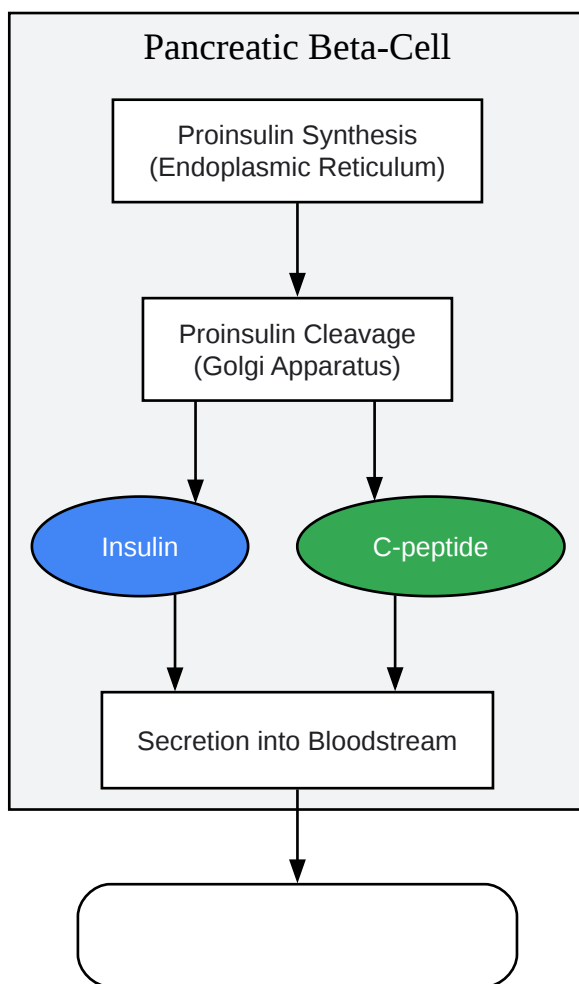 Pancreatic Beta-Cell
Proinsulin Synthesis
(Endoplasmic Reticulum)
Proinsulin Cleavage
(Golgi Apparatus)
Insulin
C-peptide
Secretion into Bloodstream